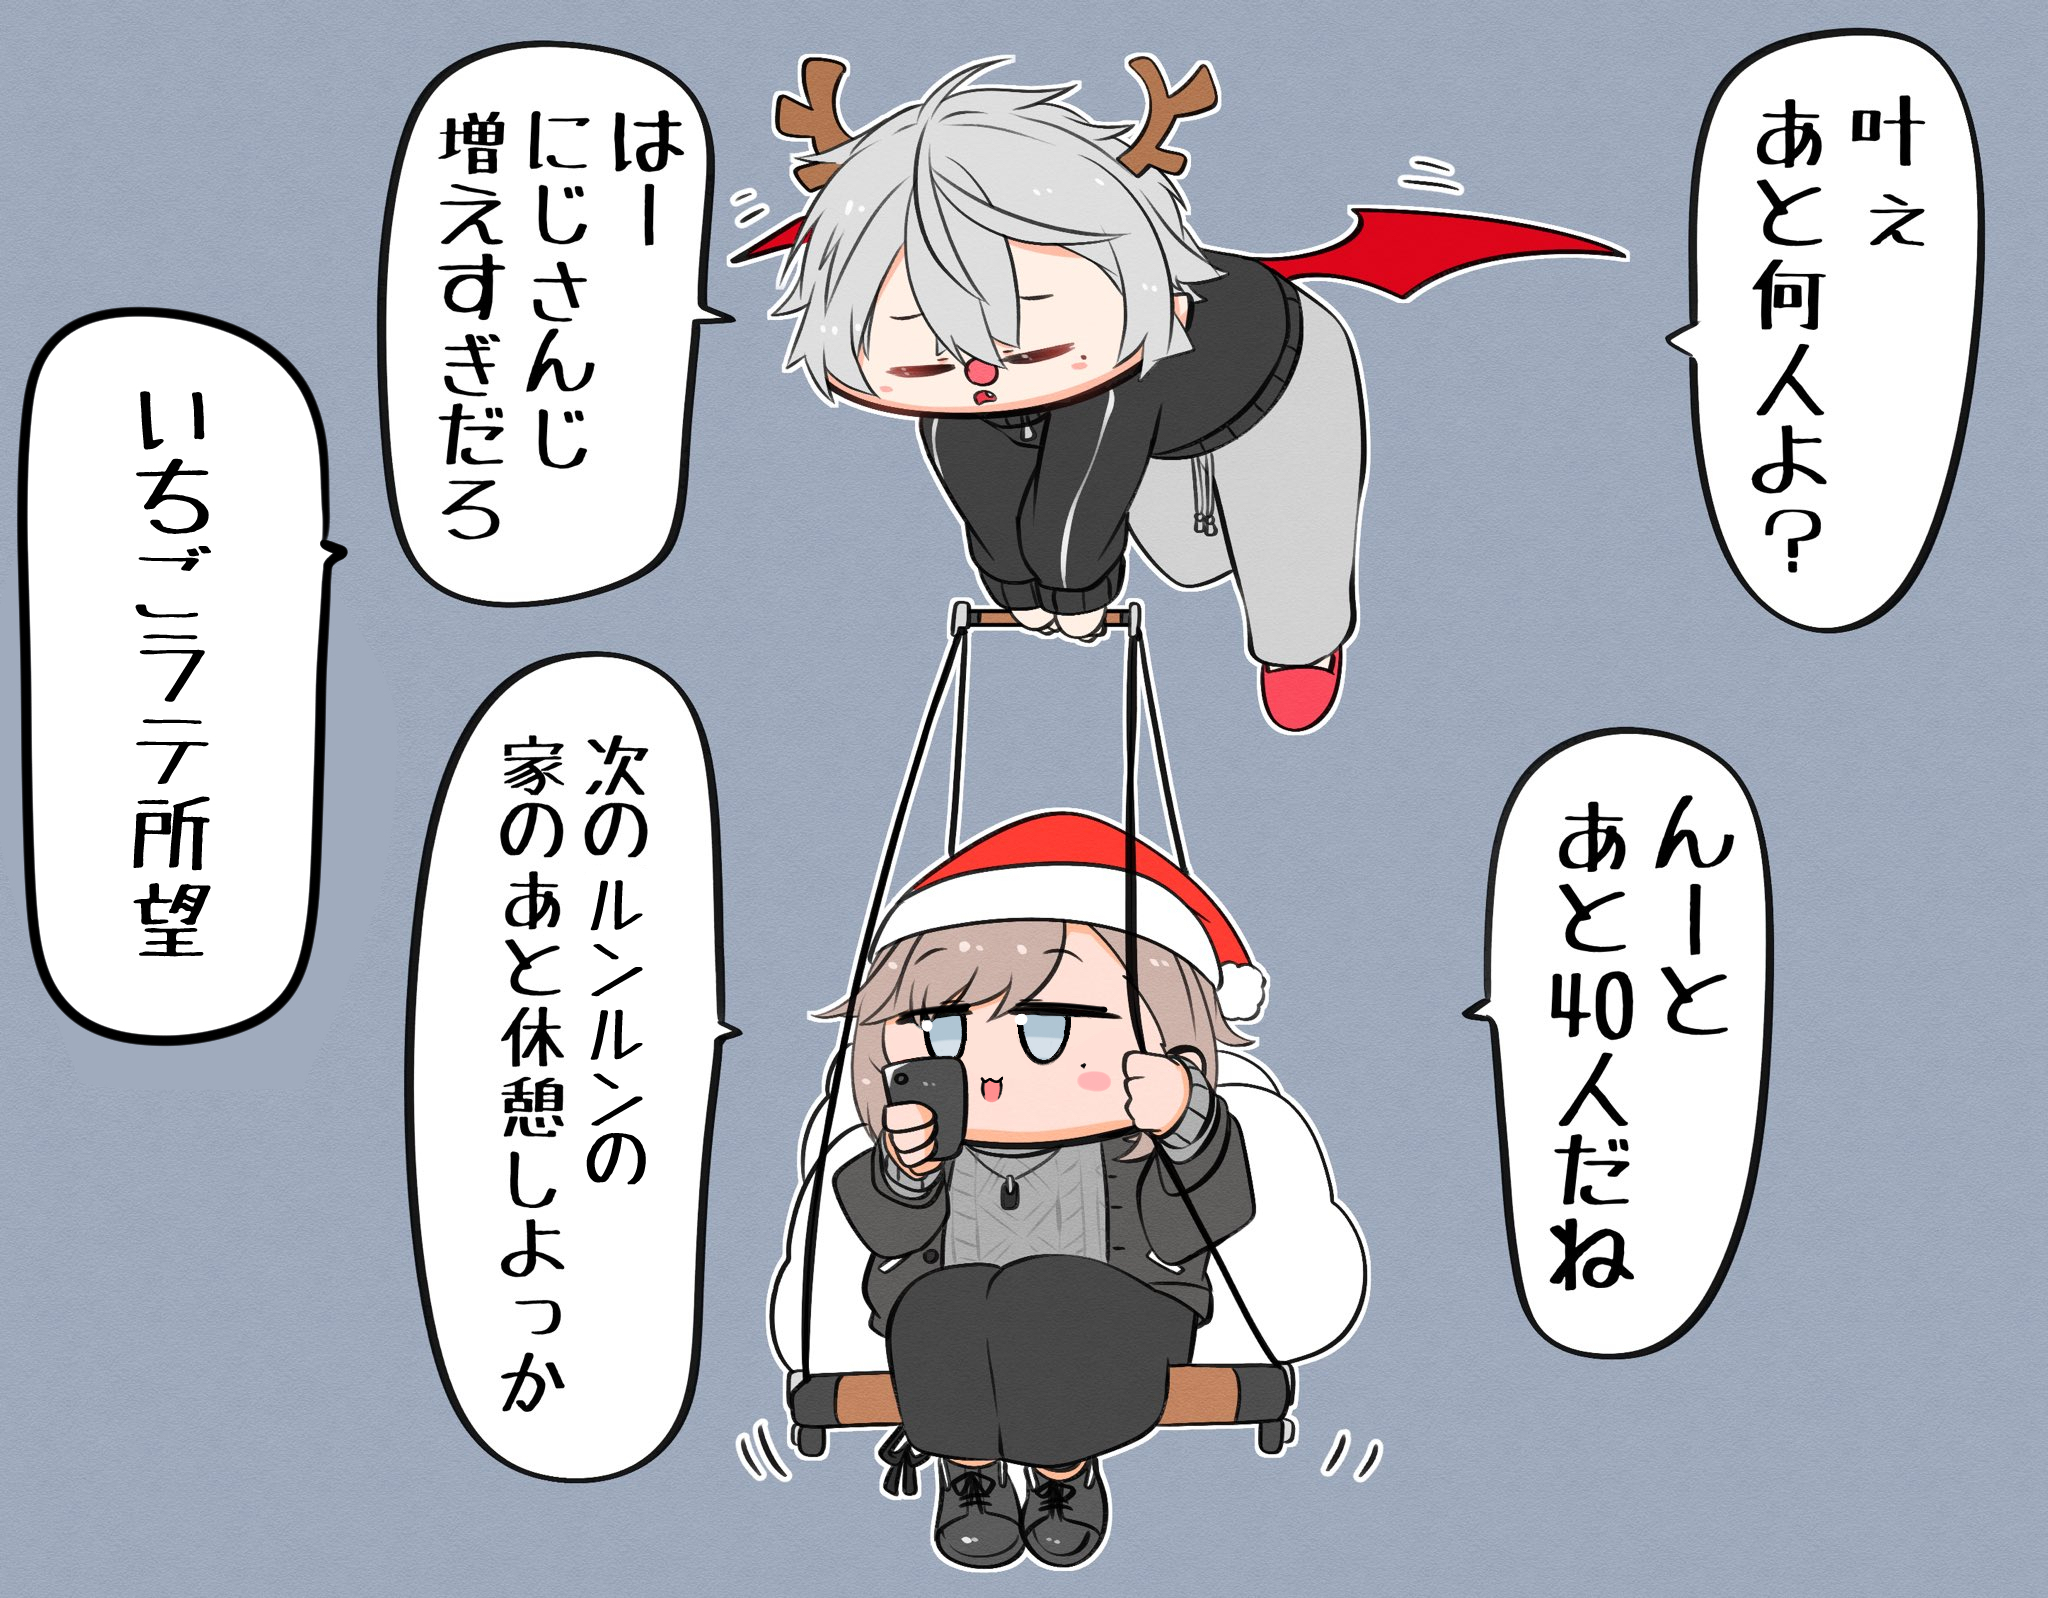 叶ぇ
あと何人よ?
んーと
あと40人だね
はー
にじさんじ
増えすぎだろ
次のルンルンの
家のあと休憩しよっか
いちごラテ所望